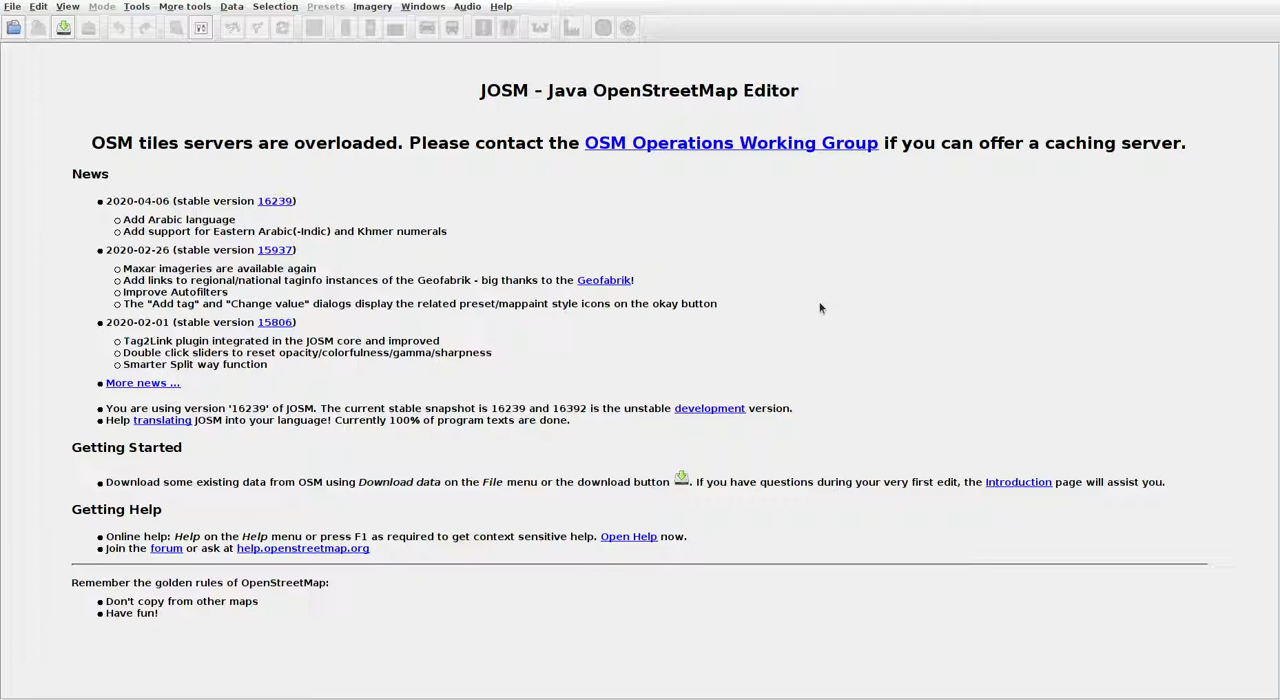 File Edit View Mode Tools More tools Data Selection Presets Imagery Windows Audio Help
JOSM – Java OpenStreetMap Editor
OSM tiles servers are overloaded. Please contact the OSM Operations Working Group if you can offer a caching server.
News
2020-04-06 (stable version 16239)
Add Arabic language
Add support for Eastern Arabic(-Indic) and Khmer numerals
2020-02-26 (stable version 15937)
Maxar imageries are available again
Add links to regional/national taginfo instances of the Geofabrik - big thanks to the Geofabrik!
Improve Autofilters
The "Add tag" and "Change value" dialogs display the related preset/mappaint style icons on the okay button
2020-02-01 (stable version 15806)
Tag2Link plugin integrated in the JOSM core and improved
Double click sliders to reset opacity/colorfulness/gamma/sharpness
Smarter Split way function
More news ...
You are using version '16239' of JOSM. The current stable snapshot is 16239 and 16392 is the unstable development version.
Help translating JOSM into your language! Currently 100% of program texts are done.
Getting Started
Download some existing data from OSM using Download data on the File menu or the download button . If you have questions during your very first edit, the Introduction page will assist you.
Getting Help
Online help: Help on the Help menu or press F1 as required to get context sensitive help. Open Help now.
Join the forum or ask at help.openstreetmap.org
Remember the golden rules of OpenStreetMap:
Don't copy from other maps
Have fun!